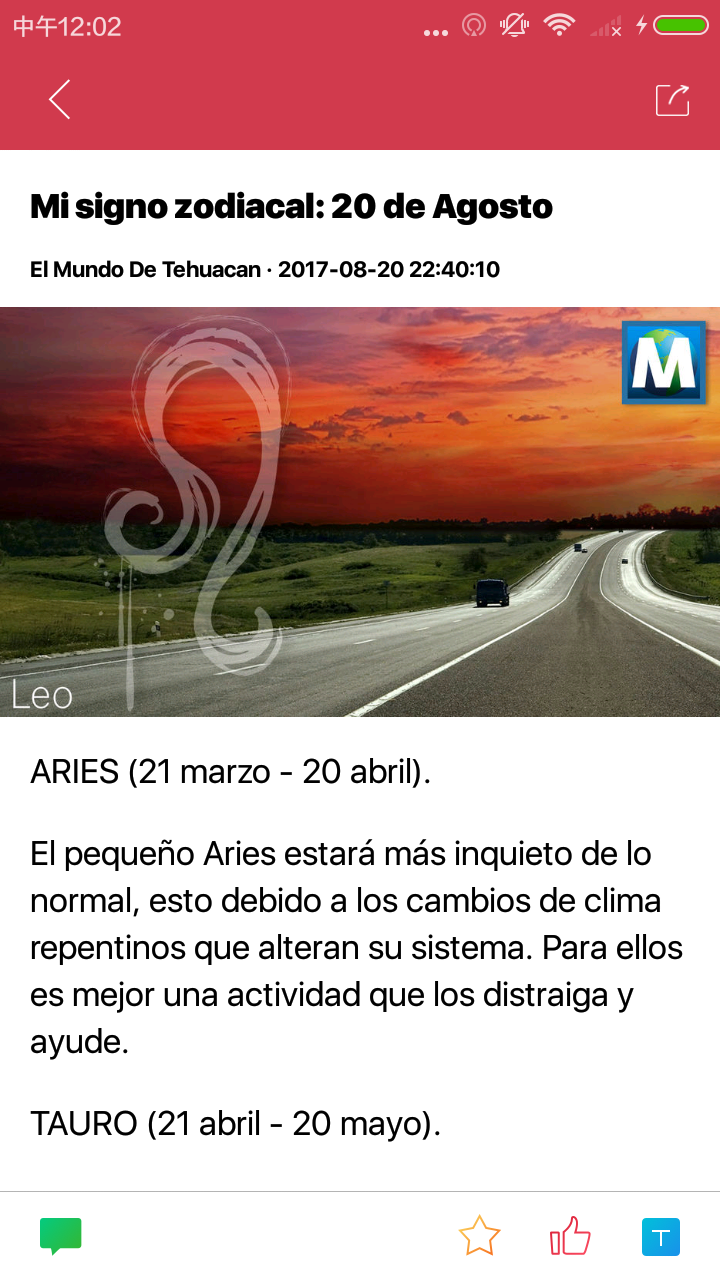 中午12:02
Mi signo zodiacal: 20 de Agosto
El Mundo De Tehuacan · 2017-08-20 22:40:10
M
Leo
ARIES (21 marzo - 20 abril).
El pequeño Aries estará más inquieto de lo
normal, esto debido a los cambios de clima
repentinos que alteran su sistema. Para ellos
es mejor una actividad que los distraiga y
ayude.
TAURO (21 abril - 20 mayo).
T